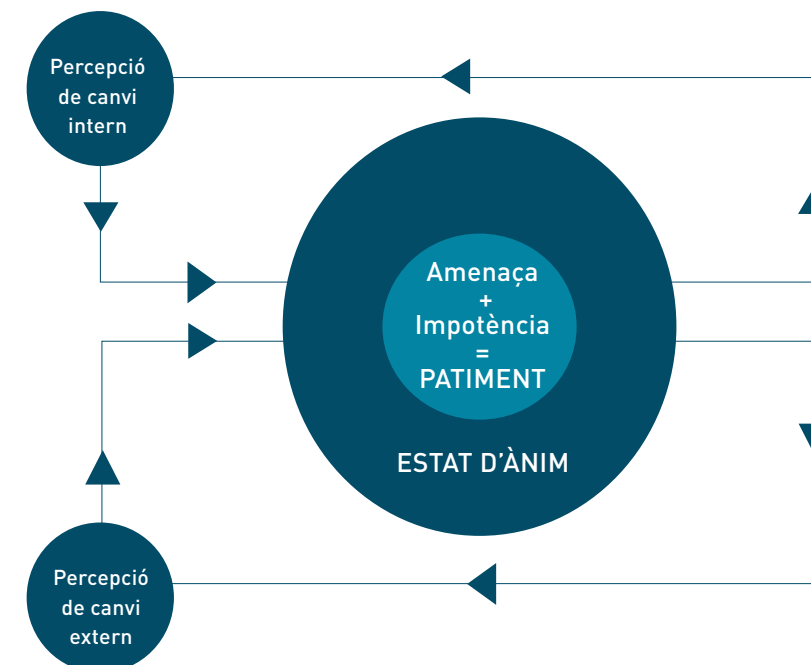 Percepció
de canvi
intern
Amenaça
+
Impotència
=
PATIMENT
ESTAT D’ÀNIM
Percepció
de canvi
extern